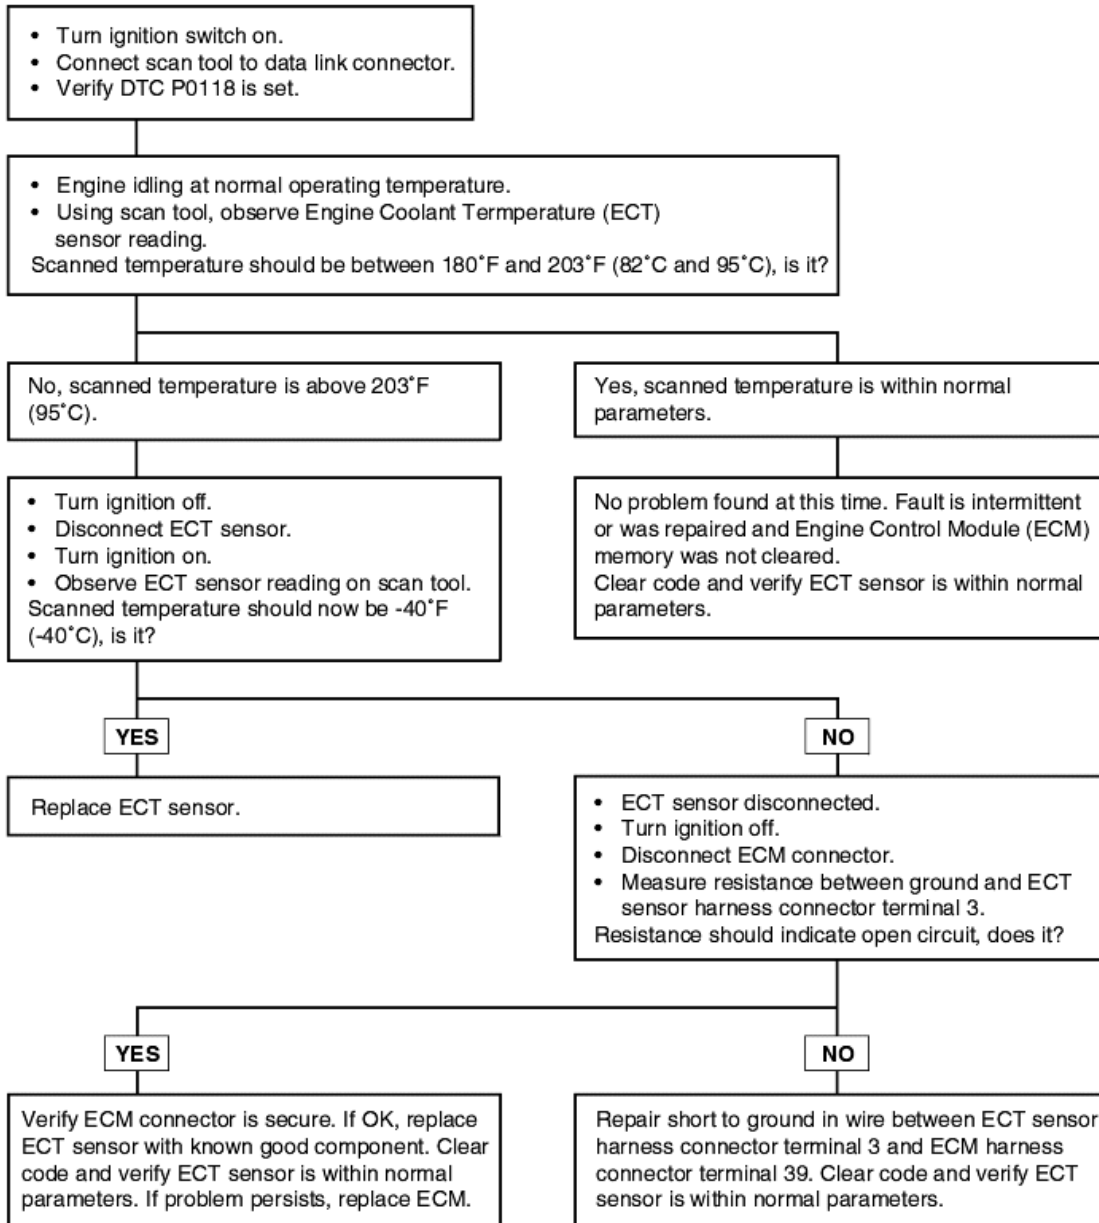 • Turn ignition switch on.
• Connect scan tool to data link connector.
• Verify DTC P0118 is set.
• Engine idling at normal operating temperature.
• Using scan tool, observe Engine Coolant Termperature (ECT)
sensor reading.
Scanned temperature should be between 180˚F and 203˚F (82˚C and 95˚C), is it?
No, scanned temperature is above 203˚F
(95˚C).
Yes, scanned temperature is within normal
parameters.
• Turn ignition off.
• Disconnect ECT sensor.
• Turn ignition on.
• Observe ECT sensor reading on scan tool.
Scanned temperature should now be -40˚F
(-40˚C), is it?
No problem found at this time. Fault is intermittent
or was repaired and Engine Control Module (ECM)
memory was not cleared.
Clear code and verify ECT sensor is within normal
parameters.
YES
NO
Replace ECT sensor.
• ECT sensor disconnected.
• Turn ignition off.
• Disconnect ECM connector.
• Measure resistance between ground and ECT
sensor harness connector terminal 3.
Resistance should indicate open circuit, does it?
YES
NO
Verify ECM connector is secure. If OK, replace
ECT sensor with known good component. Clear
code and verify ECT sensor is within normal
parameters. If problem persists, replace ECM.
Repair short to ground in wire between ECT sensor
harness connector terminal 3 and ECM harness
connector terminal 39. Clear code and verify ECT
sensor is within normal parameters.